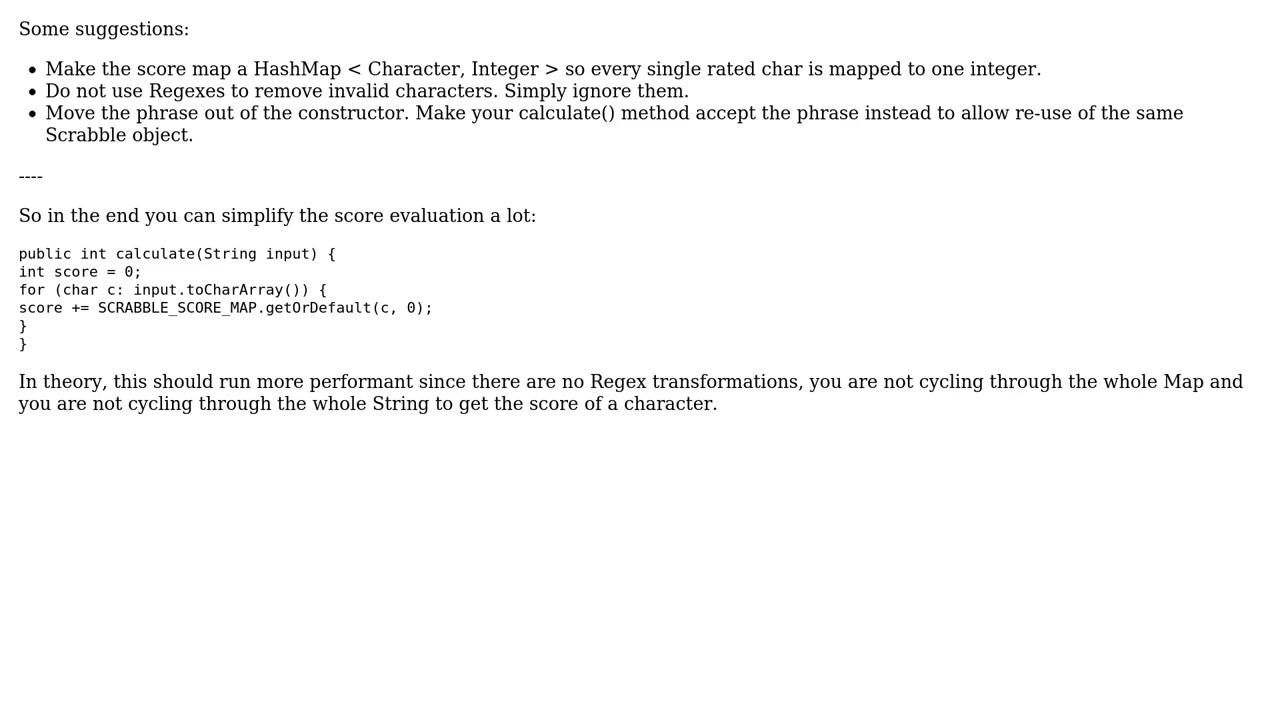 Some suggestions:
• Make the score map a HashMap < Character, Integer > so every single rated char is mapped to one integer.
• Do not use Regexes to remove invalid characters. Simply ignore them.
• Move the phrase out of the constructor. Make your calculate() method accept the phrase instead to allow re-use of the same
Scrabble object.
----
So in the end you can simplify the score evaluation a lot:
public int calculate(String input) {
int score = 0;
for (char c: input.toCharArray()) {
score += SCRABBLE_SCORE_MAP.getOrDefault(c, 0);
}
}
In theory, this should run more performant since there are no Regex transformations, you are not cycling through the whole Map and
you are not cycling through the whole String to get the score of a character.